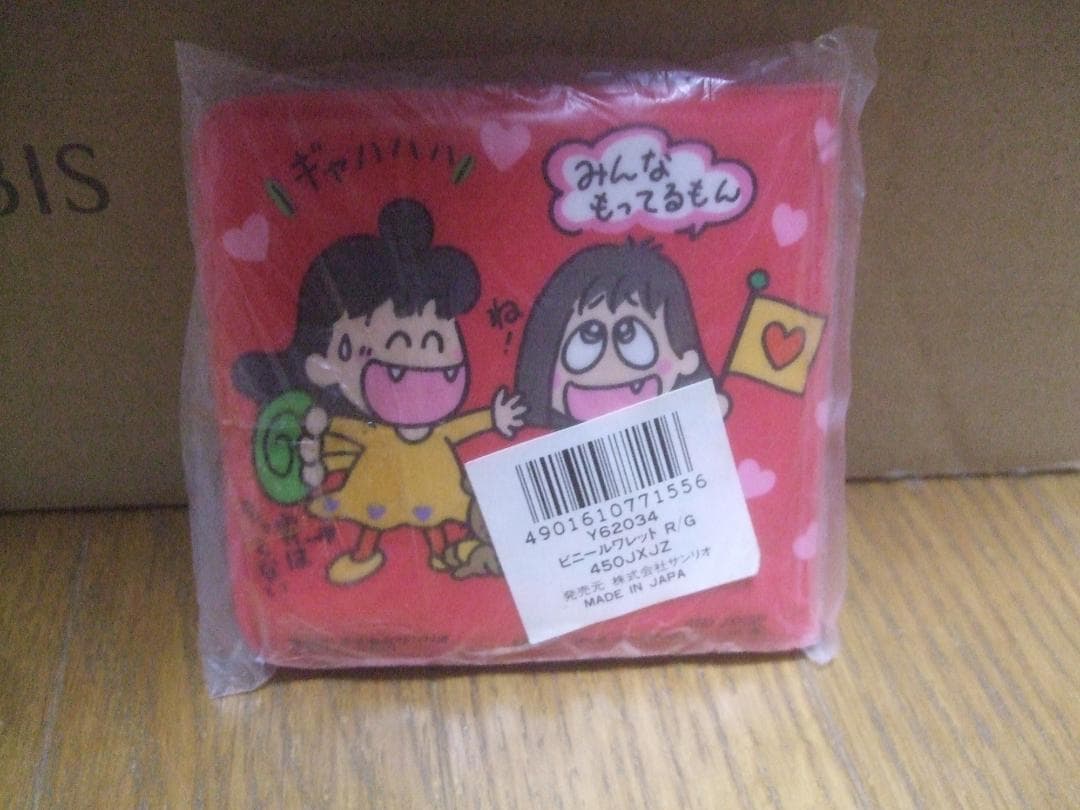 BIS
ギャハハハ
みんな
もってるもん
ね!
4901610771556
Y62034
ビニールワレット R/G
450JXJZ
発売元 株式会社サンリオ
MADE IN JAPA